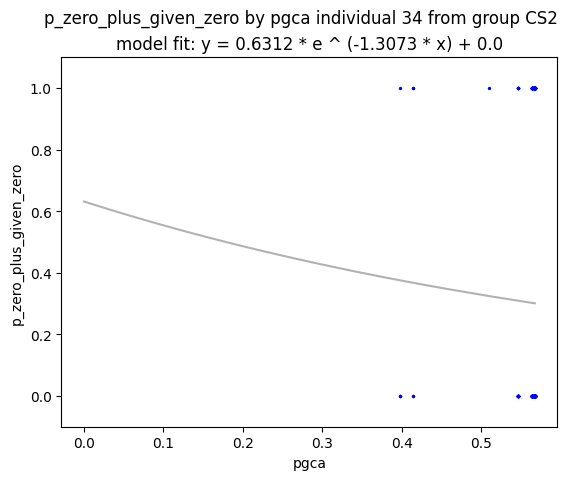 p_zero_plus_given_zero by pgca individual 34 from group CS2
model fit: y = 0.6312 * e ^ (-1.3073 * x) + 0.0
1.0
0.8
0.6
0.4
0.2
0.0
p_zero_plus_given_zero
0.0 0.1 0.2 0.3 0.4 0.5
pgca